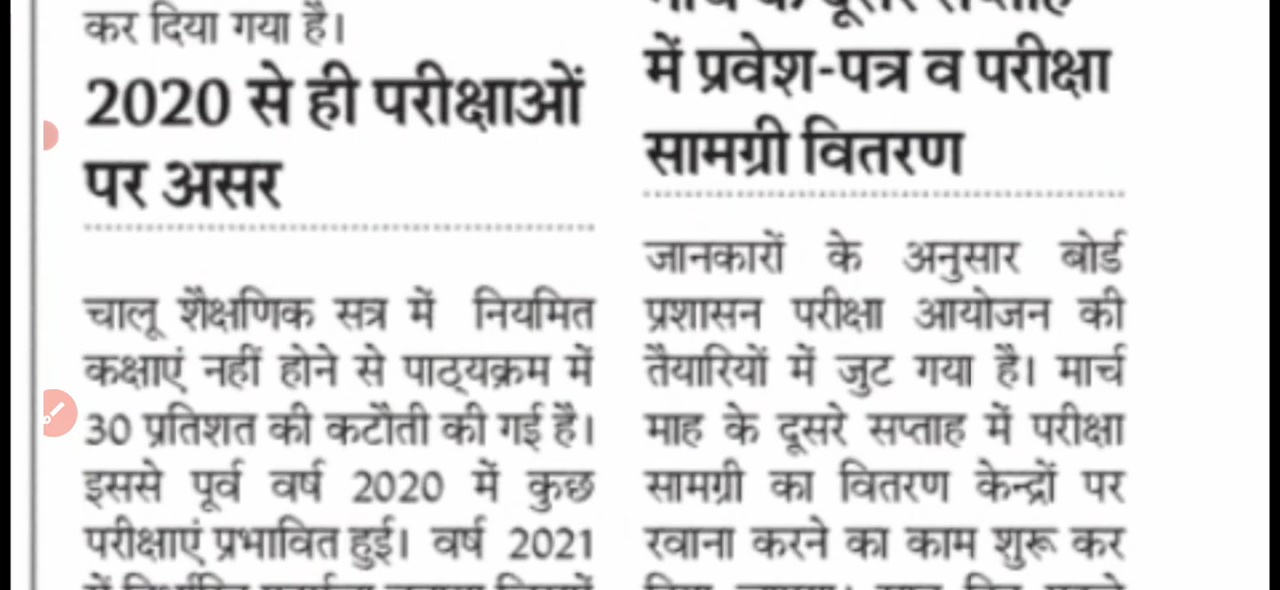 कर दिया गया है।
2020 से ही परीक्षाओं
पर असर
चालू शैक्षणिक सत्र में नियमित
कक्षाएं नहीं होने से पाठ्यक्रम में
30 प्रतिशत की कटौती की गई है।
इससे पूर्व वर्ष 2020 में कुछ
परीक्षाएं प्रभावित हुई। वर्ष 2021
में प्रवेश-पत्र व परीक्षा
सामग्री वितरण
जानकारों के अनुसार बोर्ड
प्रशासन परीक्षा आयोजन की
तैयारियों में जुट गया है। मार्च
माह के दूसरे सप्ताह में परीक्षा
सामग्री का वितरण केन्द्रों पर
रवाना करने का काम शुरू कर